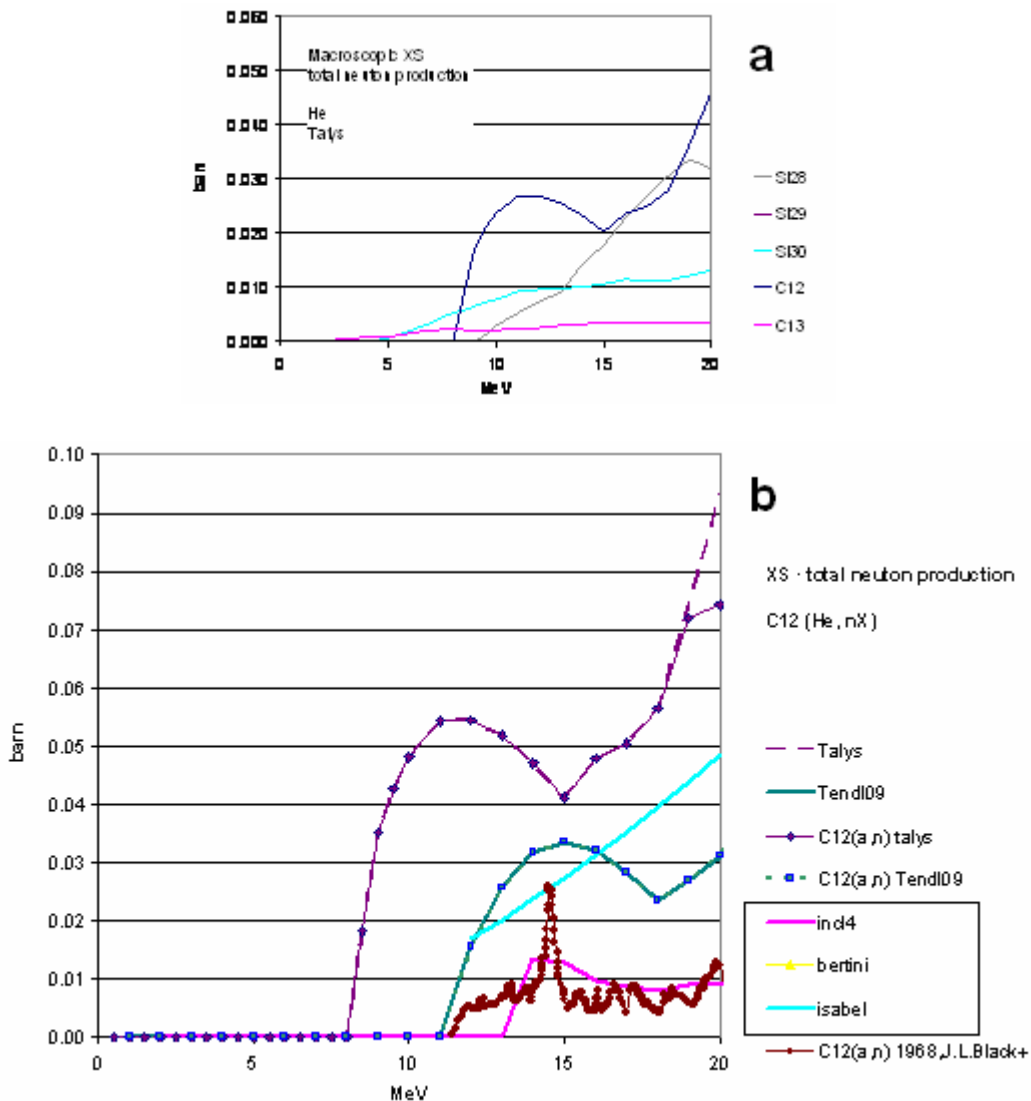 0.060
0.050
0.040
0.030
0.020
0.010
0.000
barn
Macroscopic XS
total neuton production
He
Talys
a
SI28
SI29
SI30
C12
C13
0 5 10 15 20
MeV
0.10
0.09
0.08
0.07
0.06
0.05
0.04
0.03
0.02
0.01
0.00
barn
b
XS - total neuton production
C12 (He, nX)
Talys
Tendl09
C12(a,n) talys
C12(a,n) Tendl09
incl4
bertini
isabel
C12(a,n) 1968,J.L.Black+
0 5 10 15 20
MeV